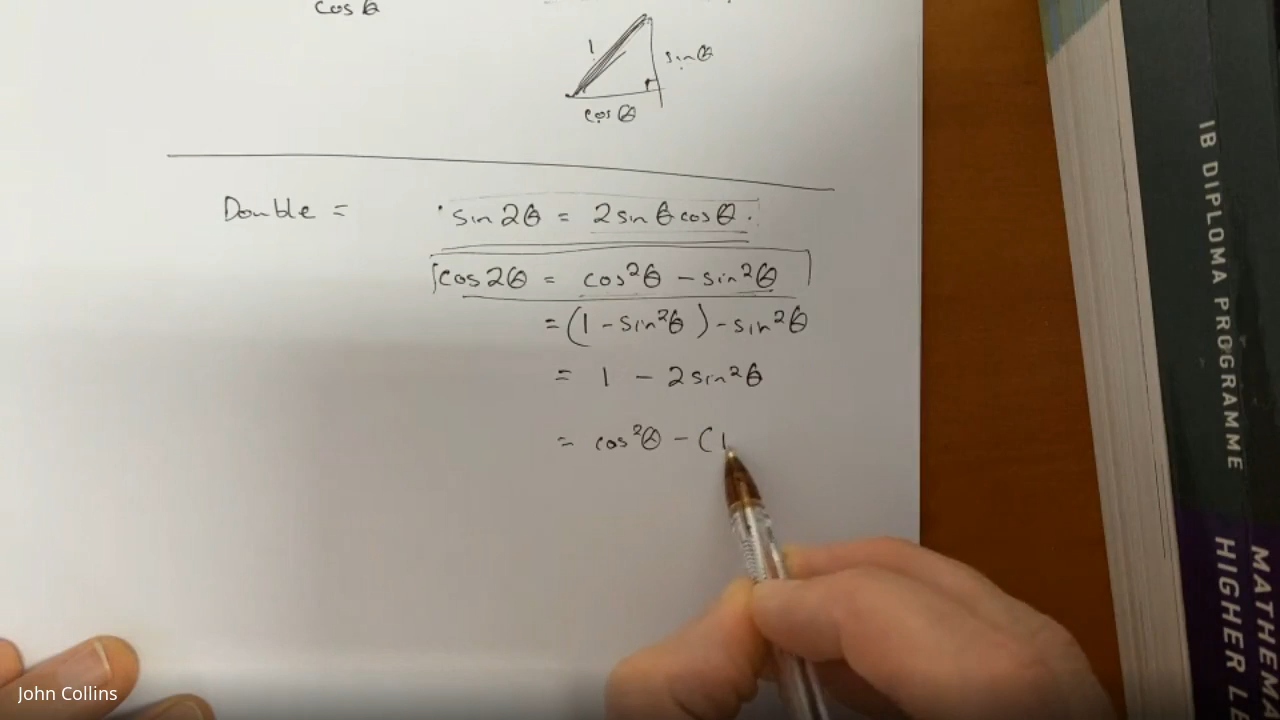 cos θ
1
sinθ
cos θ
Double =
sin 2θ = 2 sin θ cos θ.
cos 2θ = cos²θ - sin²θ
= (1 - sin²θ) - sin²θ
= 1 - 2 sin²θ
= cos²θ - (1
IB DIPLOMA PROGRAMME
MATHEMA
HIGHER LE
John Collins